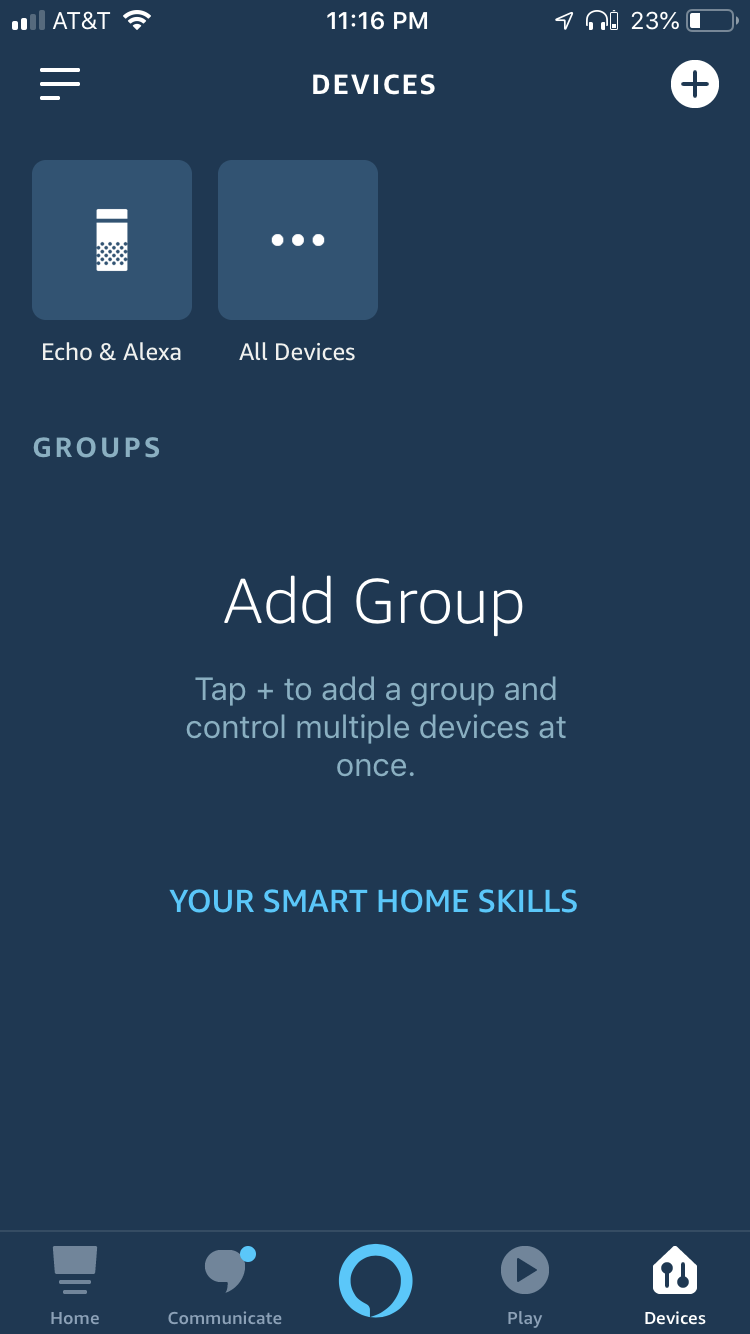 AT&T 11:16 PM 23%
DEVICES
Echo & Alexa All Devices
GROUPS
Add Group
Tap + to add a group and
control multiple devices at
once.
YOUR SMART HOME SKILLS
Home Communicate Play Devices